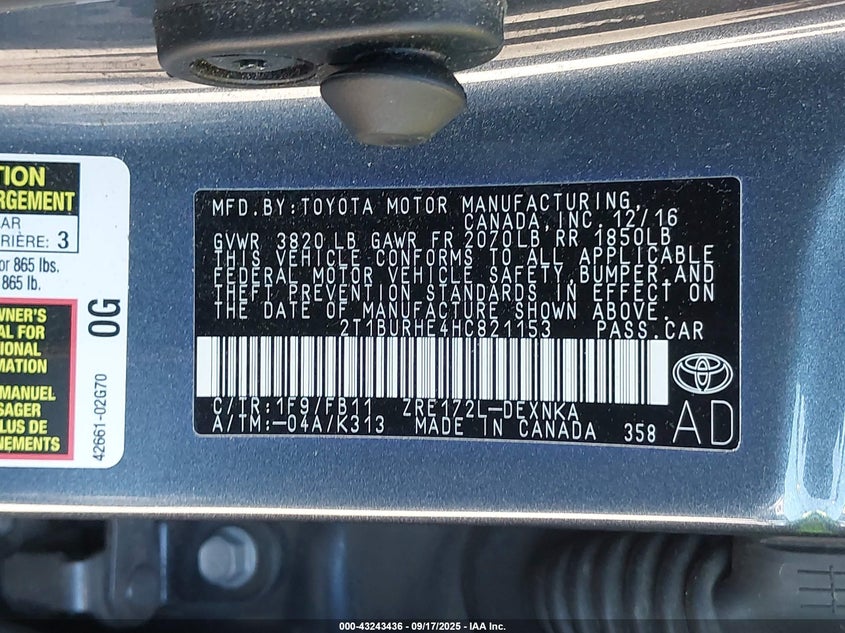 TION
RGEMENT
AR
RIÈRE: 3
or 865 lbs.
865 lb.
WNER'S
AL FOR
TIONAL
MATION
MANUEL
SAGER
PLUS DE
NEMENTS
0G
42661-02G70
MFD.BY:TOYOTA MOTOR MANUFACTURING,
CANADA,INC. 12/16
GVWR 3820 LB GAWR FR 2070LB RR 1850LB
THIS VEHICLE CONFORMS TO ALL APPLICABLE
FEDERAL MOTOR VEHICLE SAFETY,BUMPER,AND
THEFT PREVENTION STANDARDS IN EFFECT ON
THE DATE OF MANUFACTURE SHOWN ABOVE.
2T1BURHE4HC821153 PASS.CAR
C/TR:1F9/FB11 ZRE172L-DEXNKA
A/TM:-04A/K313 MADE IN CANADA 358
AD
000-43243436 - 09/17/2025 - IAA Inc.